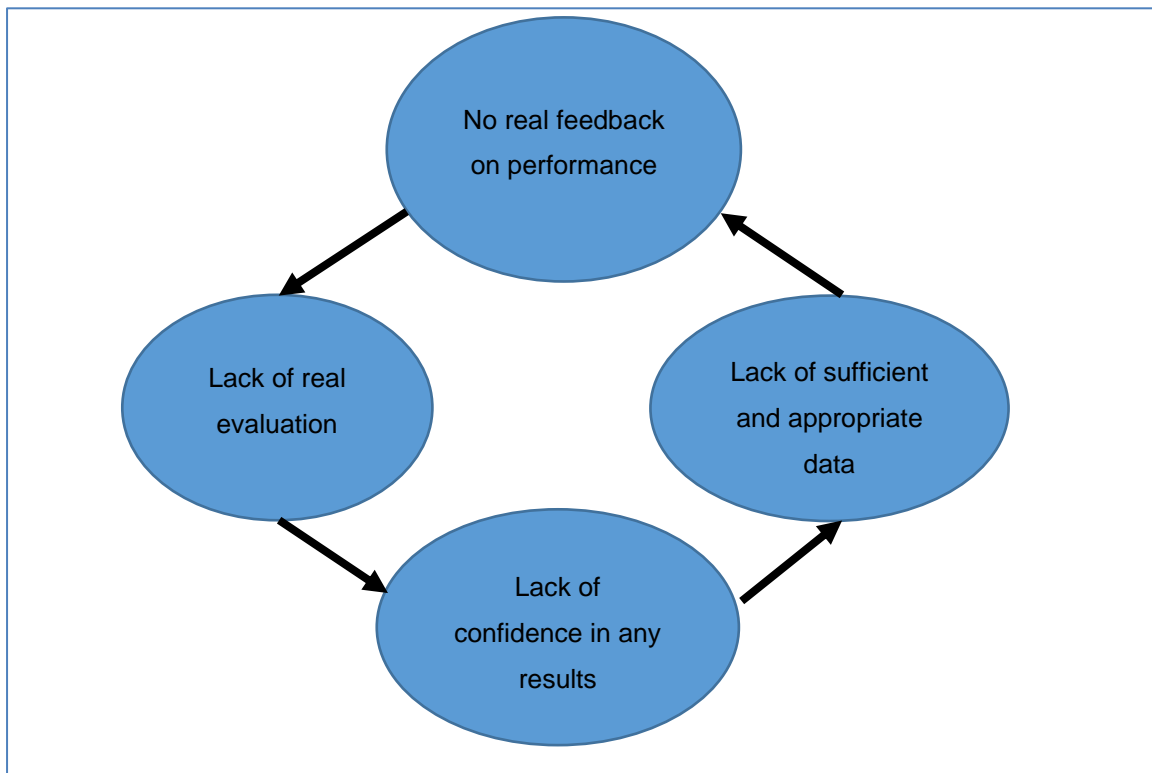 No real feedback
on performance
Lack of real
evaluation
Lack of sufficient
and appropriate
data
Lack of
confidence in any
results